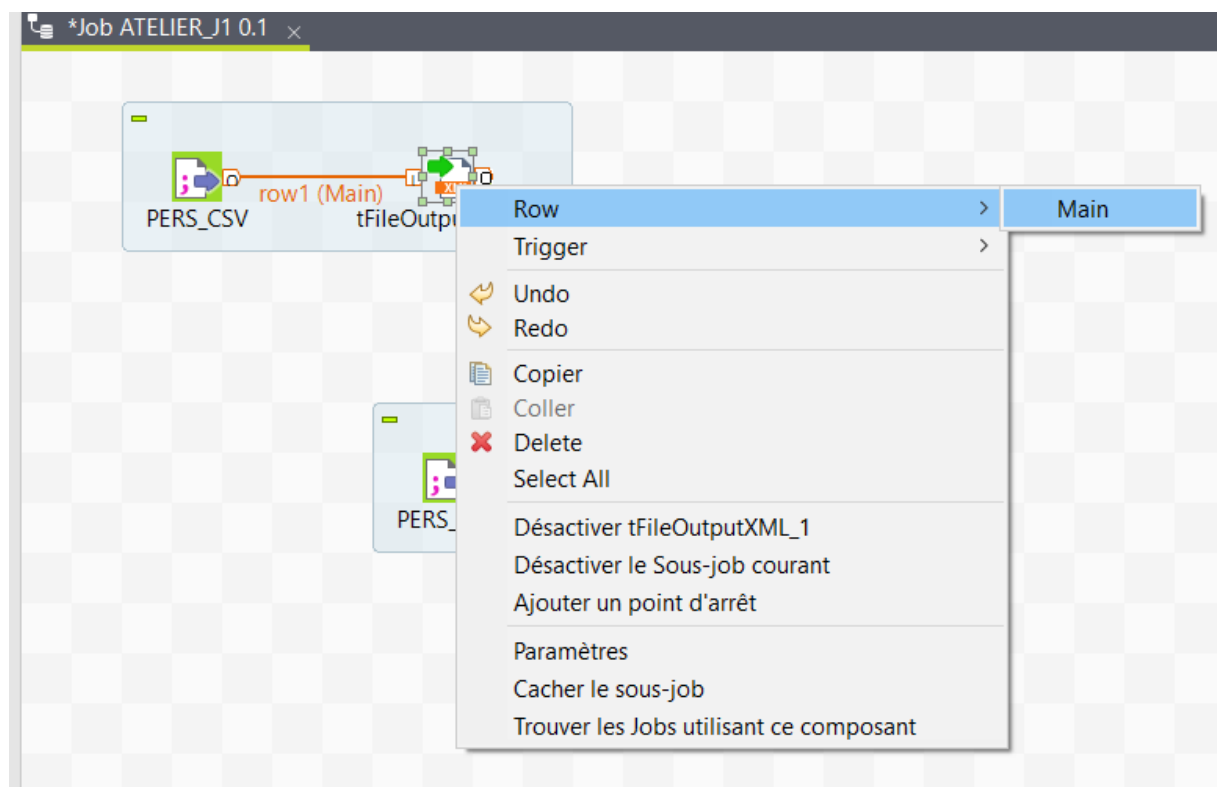 *Job ATELIER_J1 0.1
row1 (Main)
PERS_CSV
Row
Main
Trigger
Undo
Redo
Copier
Coller
Delete
Select All
PERS_
Désactiver tFileOutputXML_1
Désactiver le Sous-job courant
Ajouter un point d'arrêt
Paramètres
Cacher le sous-job
Trouver les Jobs utilisant ce composant